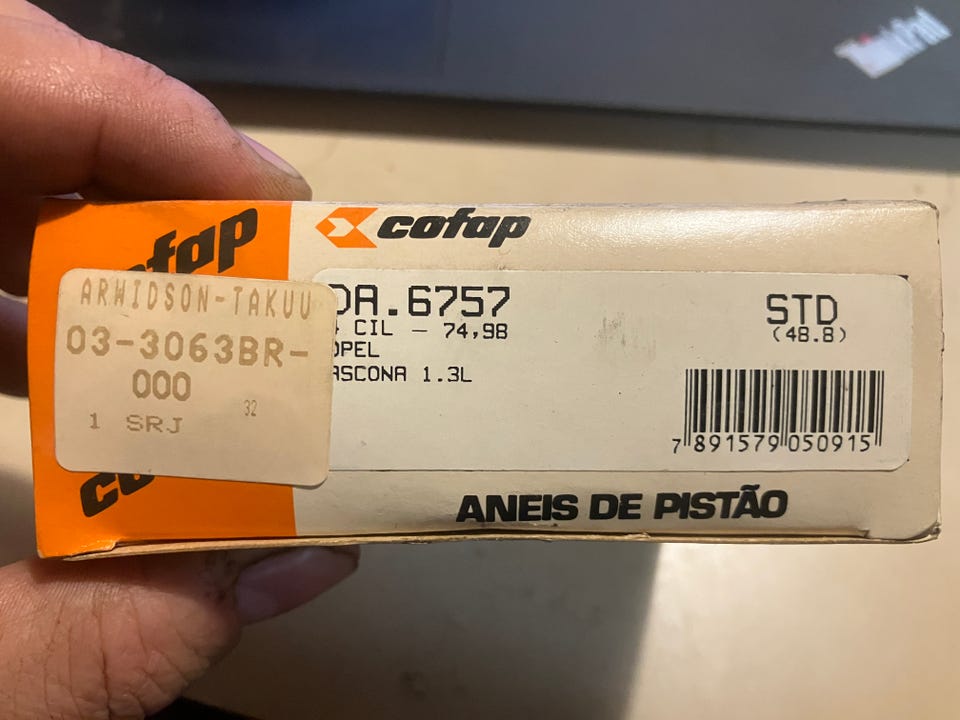 ThinkPad
cofap
cofap
ARWIDSON-TAKUU
03-3063BR-
000
32
1 SRJ
DA.6757
CIL - 74,98
OPEL
ASCONA 1.3L
STD
(48.8)
7 891579 050915
ANEIS DE PISTÃO